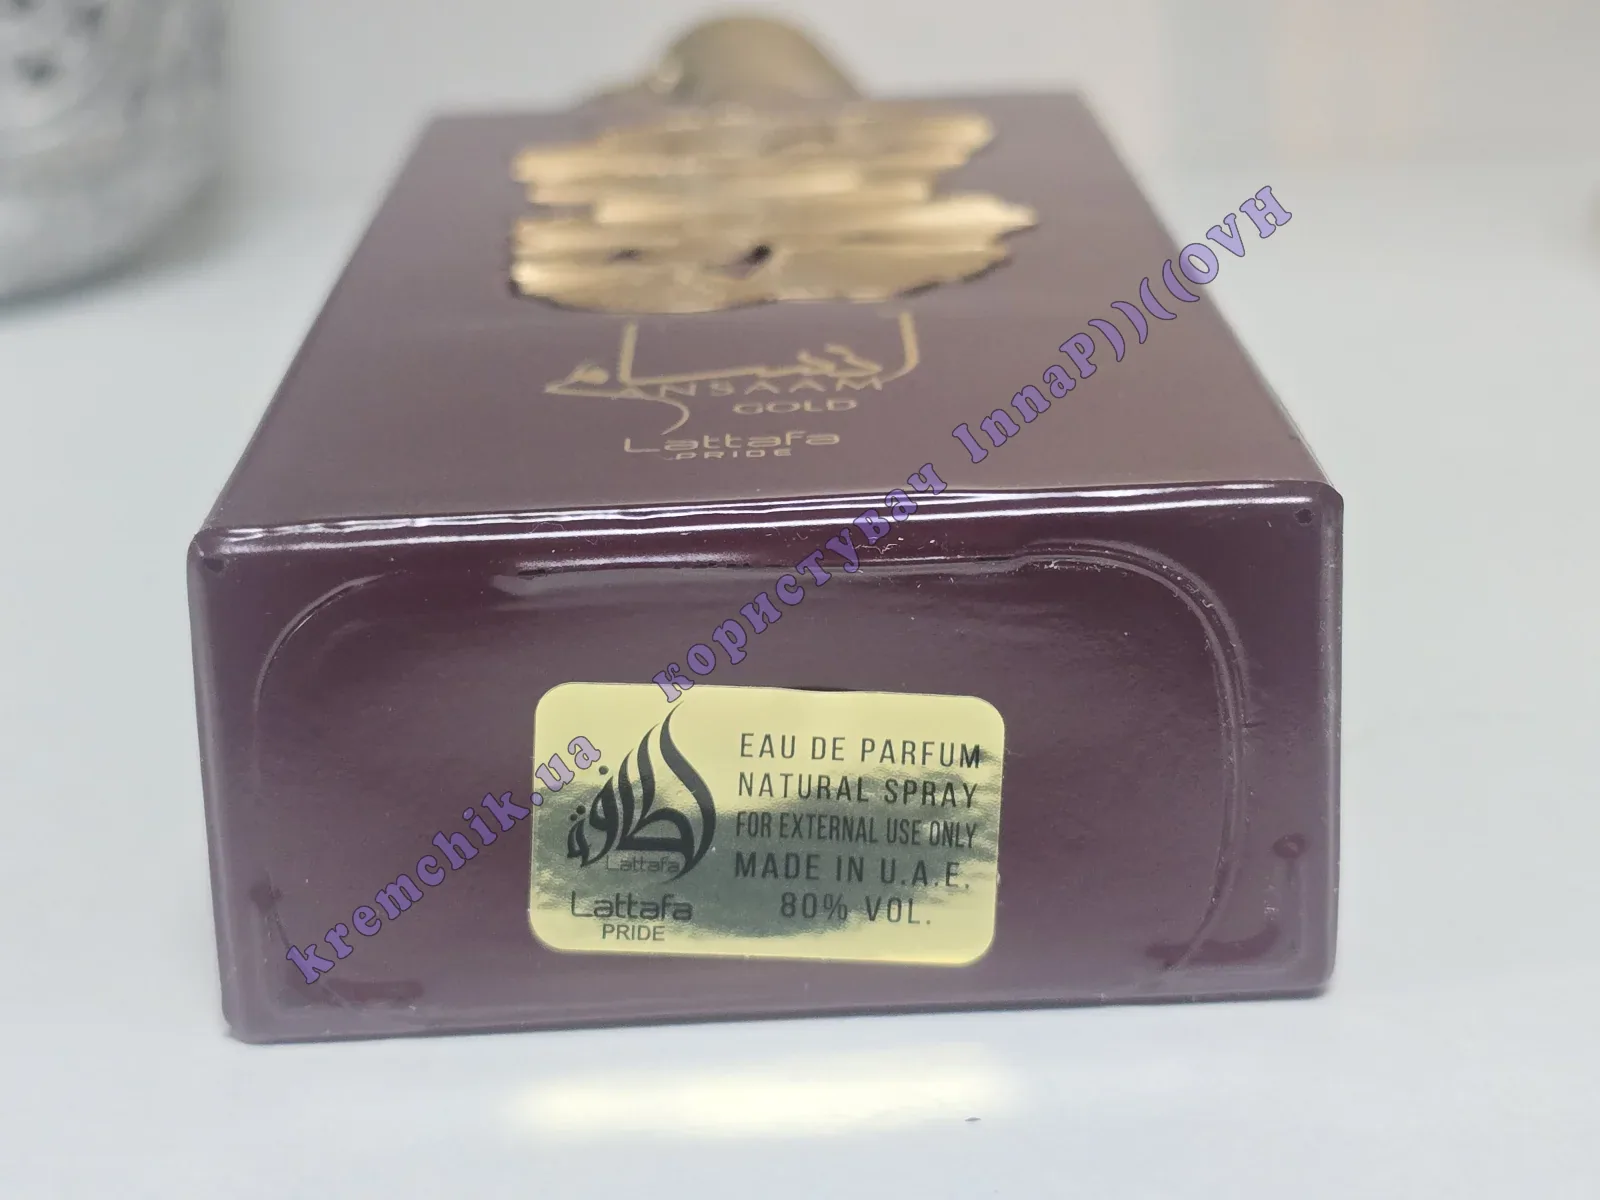 انسام
ANSAAM
GOLD
Lattafa
PRIDE
لطافة
Lattafa
Lattafa
PRIDE
EAU DE PARFUM
NATURAL SPRAY
FOR EXTERNAL USE ONLY
MADE IN U.A.E.
80% VOL.
kremchik.ua користувач InnaP))((OVH